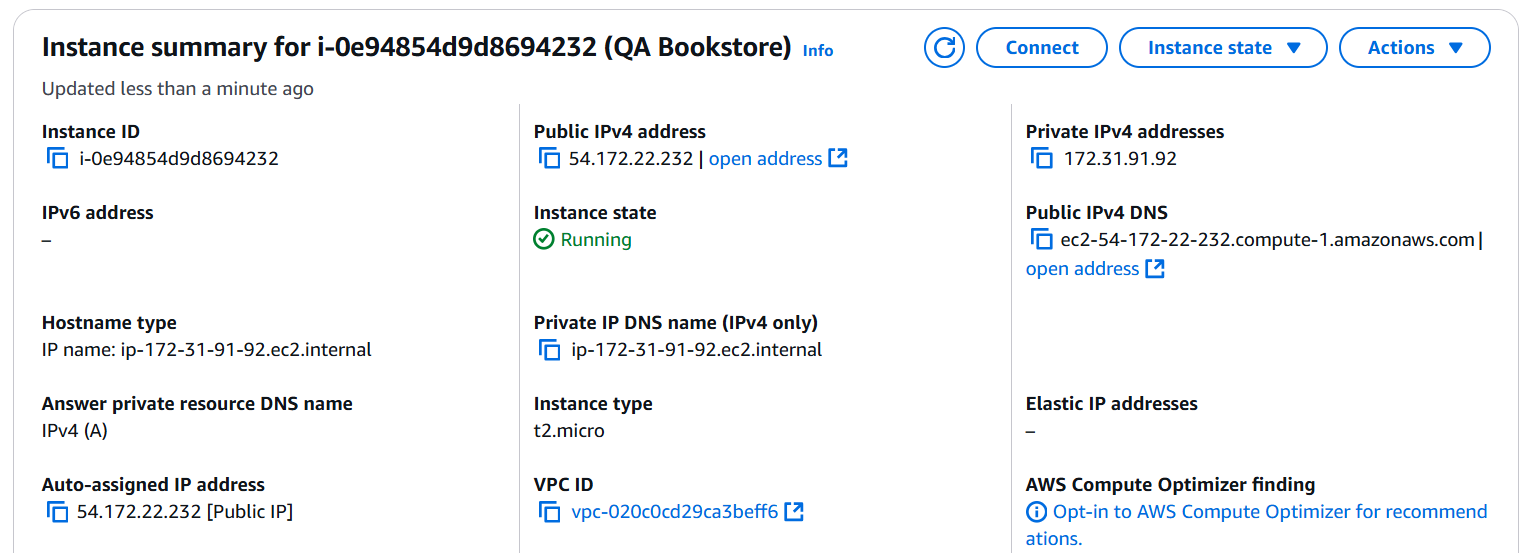 Instance summary for i-0e94854d9d8694232 (QA Bookstore) Info
Connect
Instance state
Actions
Updated less than a minute ago
Instance ID
i-0e94854d9d8694232
Public IPv4 address
54.172.22.232 | open address
Private IPv4 addresses
172.31.91.92
IPv6 address
–
Instance state
Running
Public IPv4 DNS
ec2-54-172-22-232.compute-1.amazonaws.com |
open address
Hostname type
IP name: ip-172-31-91-92.ec2.internal
Private IP DNS name (IPv4 only)
ip-172-31-91-92.ec2.internal
Answer private resource DNS name
IPv4 (A)
Instance type
t2.micro
Elastic IP addresses
–
Auto-assigned IP address
54.172.22.232 [Public IP]
VPC ID
vpc-020c0cd29ca3beff6
AWS Compute Optimizer finding
Opt-in to AWS Compute Optimizer for recommend
ations.